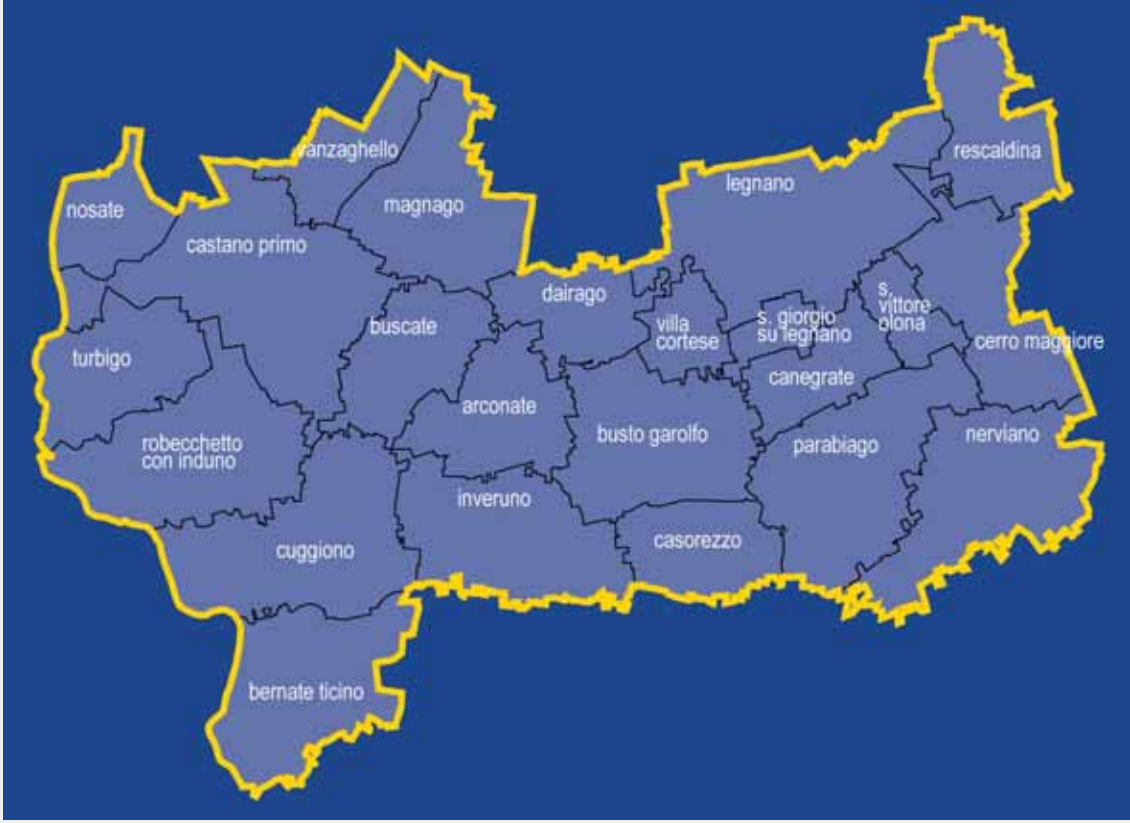 rescaldina
vanzaghello
legnano
magnago
nosate
castano primo
dairago
s.
vittore
olona
s. giorgio
su legnano
villa
cortese
buscate
cerro maggiore
turbigo
canegrate
arconate
busto garolfo
nerviano
parabiago
robecchetto
con induno
inveruno
casorezzo
cuggiono
bernate ticino